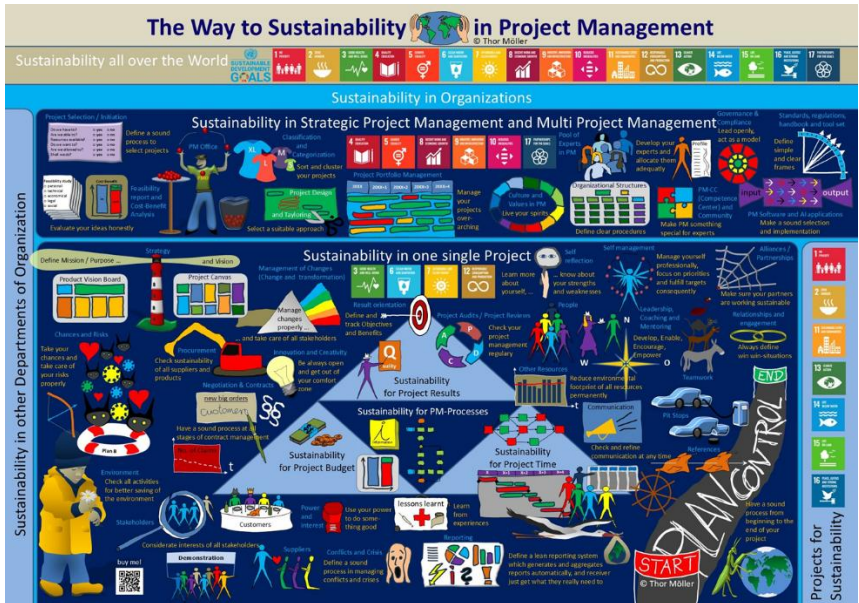 The Way to Sustainability in Project Management
© Thor Möller
Sustainability all over the World
SUSTAINABLE
DEVELOPMENT
GOALS
Sustainability in Organizations
Sustainability in Strategic Project Management and Multi Project Management
Project Selection / Initiation
Define a sound
process to
select projects
PM Office
Classification
and
Categorization
XL
M
Sort and cluster
your projects
Pool of
Experts
in PM
Develop your
experts and
allocate them
adequately
Profile
Governance &
Compliance
Lead openly,
act as a model
Standards, regulations,
handbook and tool set
Define
simple and
clear
frames
Feasibility
report and
Cost-Benefit
Analysis
Evaluate your ideas honestly
Project Design
and Tayloring
Select a suitable approach
Project Portfolio Management
Manage
your
projects
over-
arching
Culture and
Values in PM
Live your spirits
Organizational Structures
Define clear procedures
PM-CC
(Competence
Center) and
Community
Make PM something
special for experts
input
output
PM Software and AI applications
Make a sound selection
and implementation
Sustainability in other Departments of Organization
Sustainability in one single Project
Strategy
Define Mission / Purpose ...
and Vision
Product Vision Board
Project Canvas
Management of Changes
(Change and transformation)
Manage
changes
properly ...
... and take care of all stakeholders
Result orientation
Define and
track Objectives
and Benefits
Project Audits / Project Reviews
Check your
project
management
regulary
P
D
C
A
Self
reflection
Learn more
about
yourself, ...
... know about
your strengths
and weaknesses
Self management
Manage yourself
professionally,
focus on priorities
and fulfill targets
consequently
Alliances /
Partnerships
Make sure your partners
are working sustainable
People
N
W
O
Leadership,
Coaching and
Mentoring
Develop, Enable,
Encourage,
Empower
Relationships and
engagement
Always define
win win-situations
Teamwork
Chances and Risks
Take your
chances and
take care of
your risks
properly
Plan B
Procurement
Check sustainability
of all suppliers and
products
Innovation and Creativity
Be always open
and get out of
your comfort
zone
Negotiation & Contracts
new big orders
customer
§§§
Have a sound process at all
stages of contract management
t
Q
Sustainability
for Project Results
Sustainability for PM-Processes
Sustainability
for Project Budget
Sustainability
for Project Time
Other Resources
t
Reduce environmental
footpilet of all resources
permanently
Communication
Check and refine
communication at any time
Pit Stops
References
END
PLAN
CONTROL
START
© Thor Möller
Have a
sound
process from
beginning to
the end of
your project
Environment
Check all activities
for better saving of
the environment
buy me!
Stakeholders
Customers
Considerate interests of all stakeholders
Demonstration
Suppliers
Power
and
interest
Use your power
to do some-
thing good
lessons learnt
Learn
from
experiences
Conflicts and Crisis
Define a sound
process in managing
conflicts and crises
Reporting
Define a lean reporting system
which generates and aggregates
reports automatically, and receiver
just get what they really need to
Projects for
Sustainability